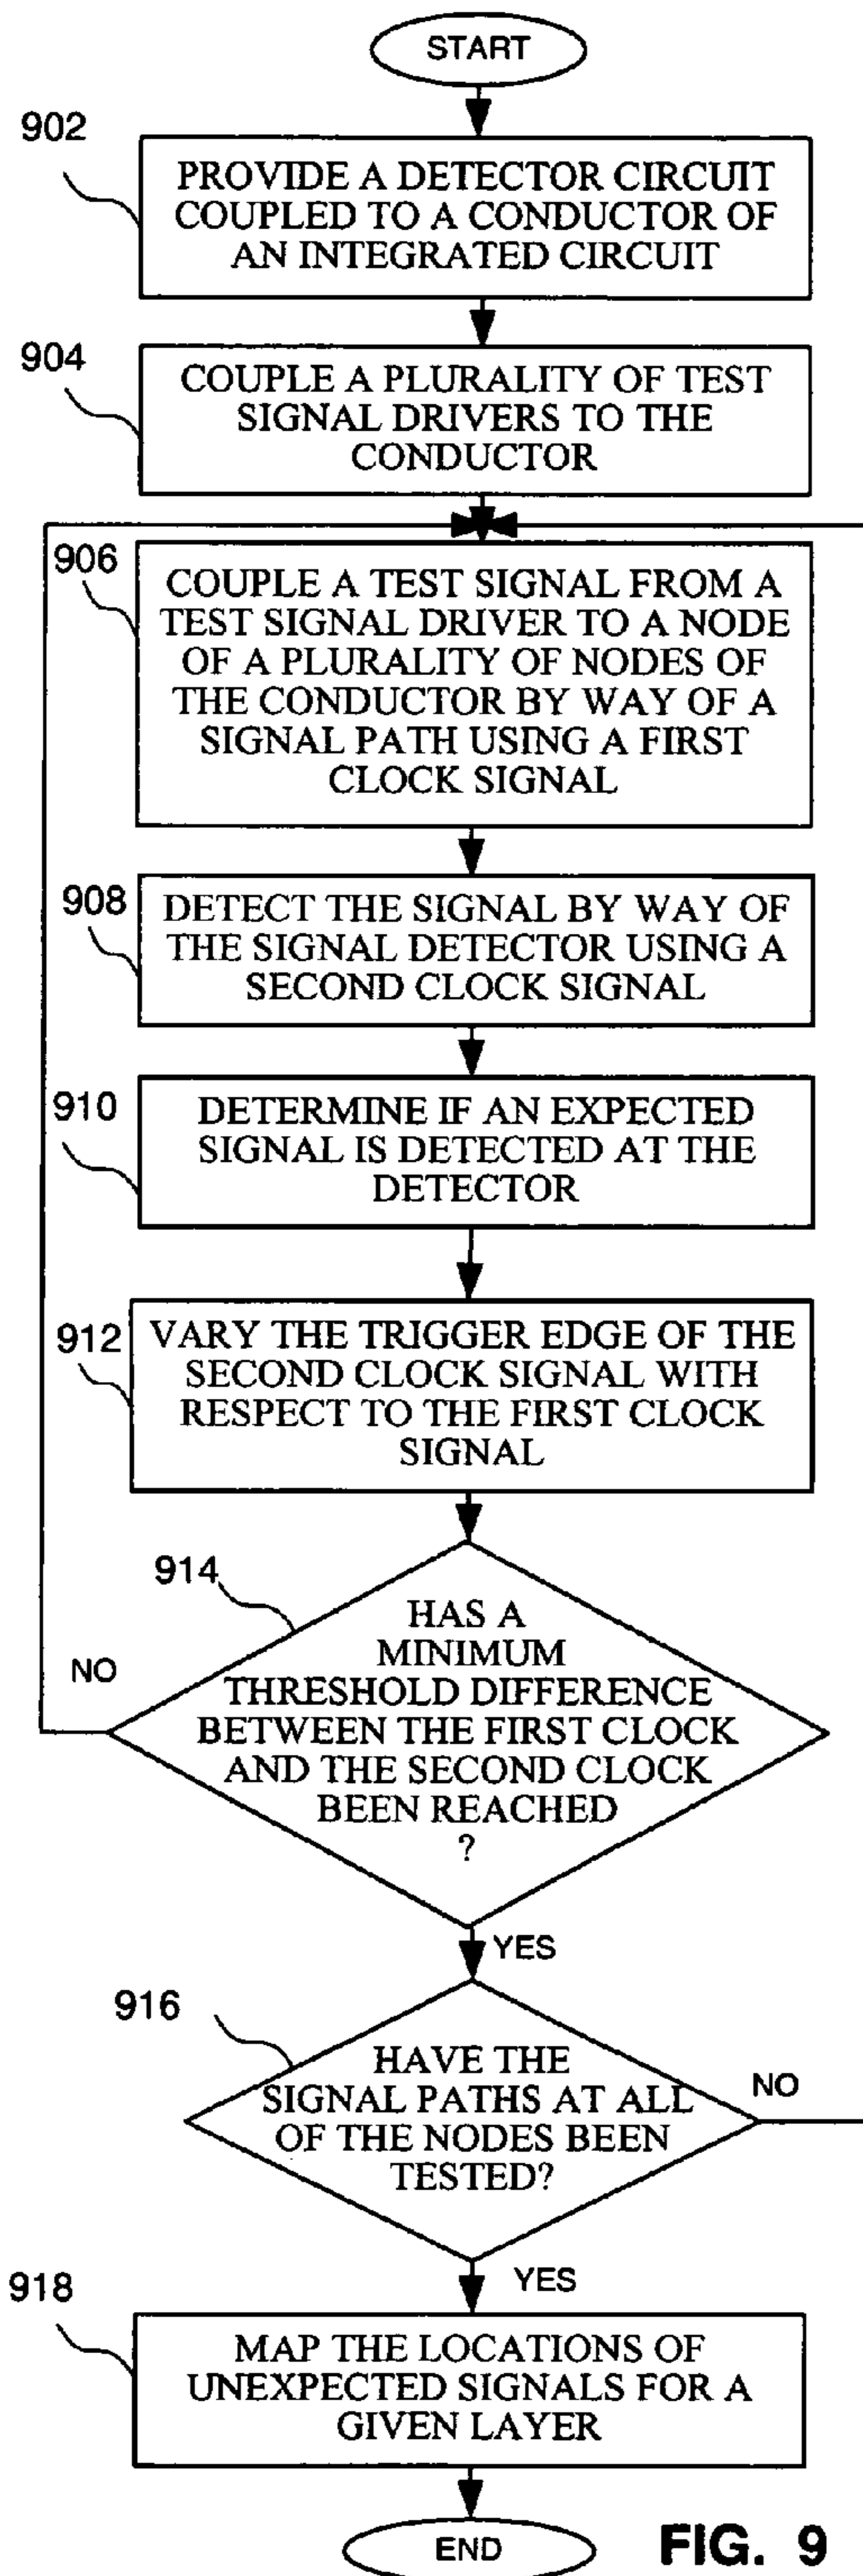 START
902
PROVIDE A DETECTOR CIRCUIT
COUPLED TO A CONDUCTOR OF
AN INTEGRATED CIRCUIT
904
COUPLE A PLURALITY OF TEST
SIGNAL DRIVERS TO THE
CONDUCTOR
906
COUPLE A TEST SIGNAL FROM A
TEST SIGNAL DRIVER TO A NODE
OF A PLURALITY OF NODES OF
THE CONDUCTOR BY WAY OF A
SIGNAL PATH USING A FIRST
CLOCK SIGNAL
908
DETECT THE SIGNAL BY WAY OF
THE SIGNAL DETECTOR USING A
SECOND CLOCK SIGNAL
910
DETERMINE IF AN EXPECTED
SIGNAL IS DETECTED AT THE
DETECTOR
912
VARY THE TRIGGER EDGE OF THE
SECOND CLOCK SIGNAL WITH
RESPECT TO THE FIRST CLOCK
SIGNAL
914
HAS A
MINIMUM
THRESHOLD DIFFERENCE
BETWEEN THE FIRST CLOCK
AND THE SECOND CLOCK
BEEN REACHED
?
NO
YES
916
HAVE THE
SIGNAL PATHS AT ALL
OF THE NODES BEEN
TESTED?
NO
YES
918
MAP THE LOCATIONS OF
UNEXPECTED SIGNALS FOR A
GIVEN LAYER
END
FIG. 9